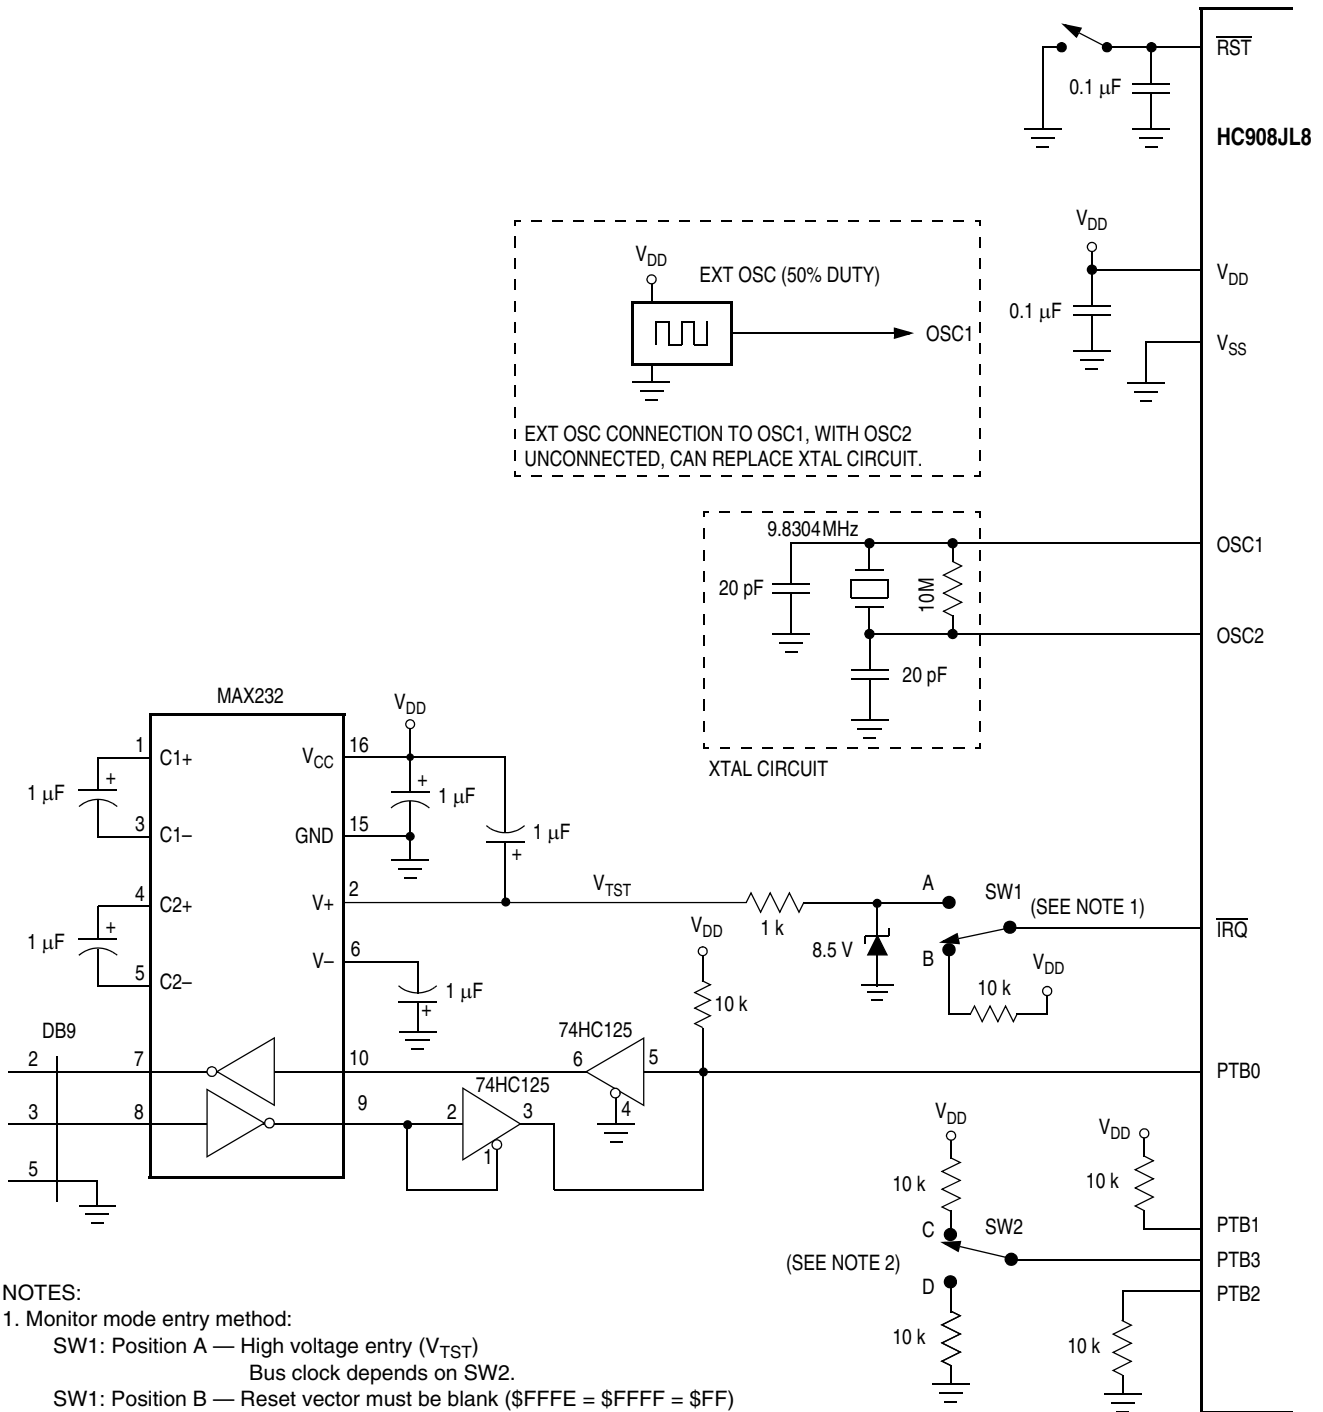 RST
0.1 µF
HC908JL8
VDD
VDD
EXT OSC (50% DUTY)
VDD
0.1 µF
OSC1
VSS
EXT OSC CONNECTION TO OSC1, WITH OSC2
UNCONNECTED, CAN REPLACE XTAL CIRCUIT.
9.8304MHz
OSC1
20 pF
10M
OSC2
20 pF
XTAL CIRCUIT
MAX232
VDD
1
C1+
VCC
16
+
1 µF
+
1 µF
3
C1–
GND
15
1 µF
+
4
C2+
V+
2
VTST
1 k
A
SW1
(SEE NOTE 1)
IRQ
+
1 µF
VDD
8.5 V
B
5
C2–
V–
6
1 µF
+
10 k
VDD
10 k
DB9
74HC125
2
7
10
6
5
4
PTB0
74HC125
3
8
9
2
3
1
5
VDD
VDD
10 k
10 k
C
SW2
PTB1
(SEE NOTE 2)
PTB3
D
PTB2
10 k
10 k
NOTES:
1. Monitor mode entry method:
SW1: Position A — High voltage entry (VTST)
Bus clock depends on SW2.
SW1: Position B — Reset vector must be blank ($FFFE = $FFFF = $FF)